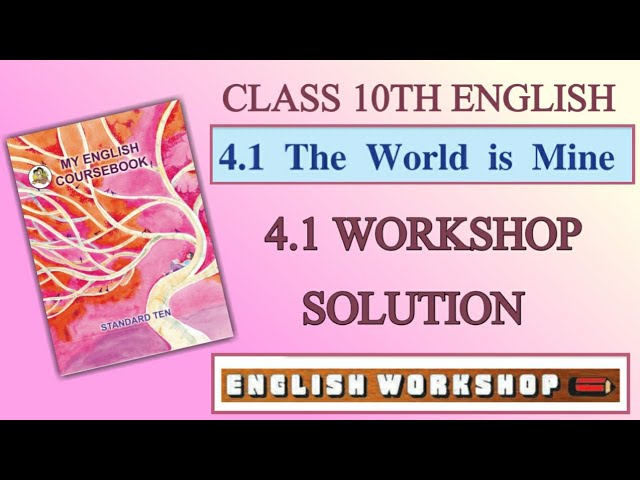 CLASS 10TH ENGLISH
4.1 The World is Mine
4.1 WORKSHOP
SOLUTION
ENGLISH WORKSHOP
MY ENGLISH
COURSEBOOK
STANDARD TEN